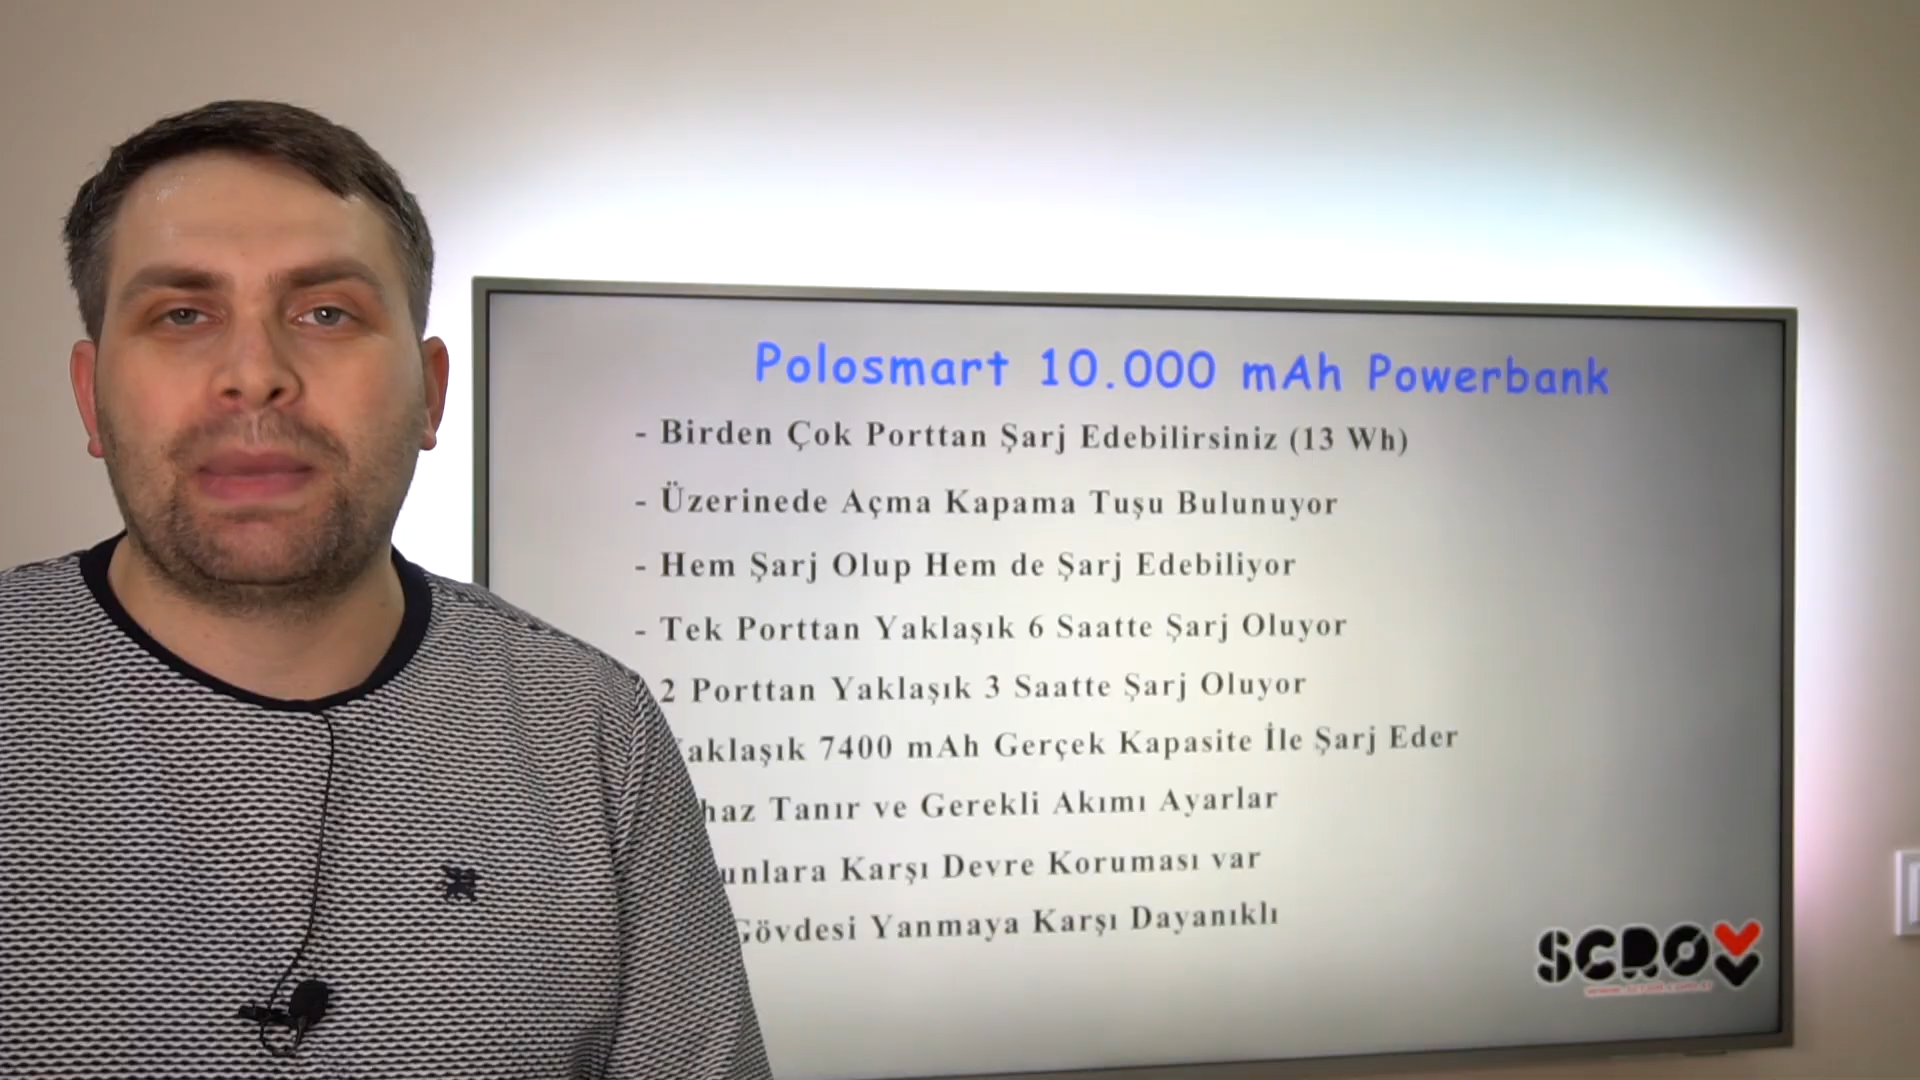 Polosmart 10.000 mAh Powerbank
- Birden Çok Porttan Şarj Edebilirsiniz (13 Wh)
- Üzerinede Açma Kapama Tuşu Bulunuyor
- Hem Şarj Olup Hem de Şarj Edebiliyor
- Tek Porttan Yaklaşık 6 Saatte Şarj Oluyor
2 Porttan Yaklaşık 3 Saatte Şarj Oluyor
7400 mAh Gerçek Kapasite İle Şarj Eder
Tanır ve Gerekli Akımı Ayarlar
Karşı Devre Koruması var
Gövdesi Yanmaya Karşı Dayanıklı
SCRO